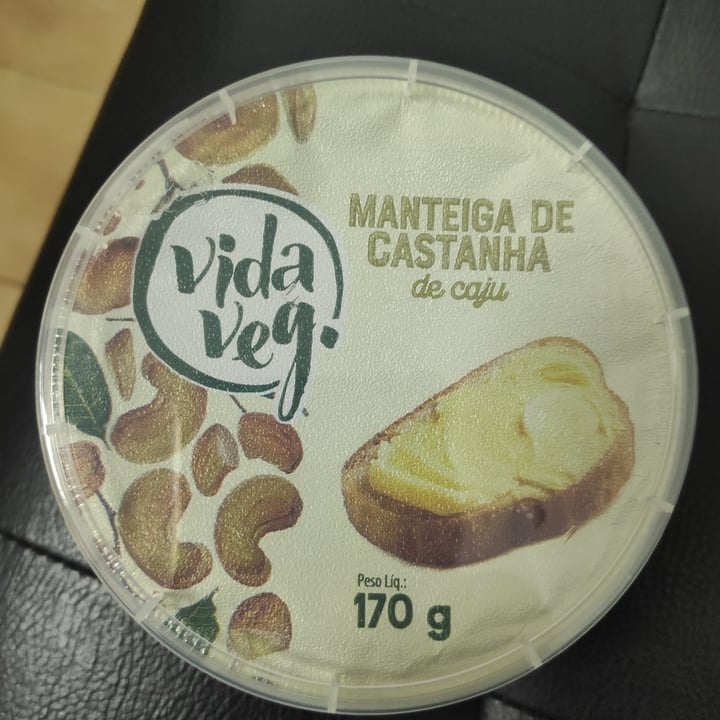 vida
veg.
MANTEIGA DE
CASTANHA
de caju
Peso Líq.:
170 g